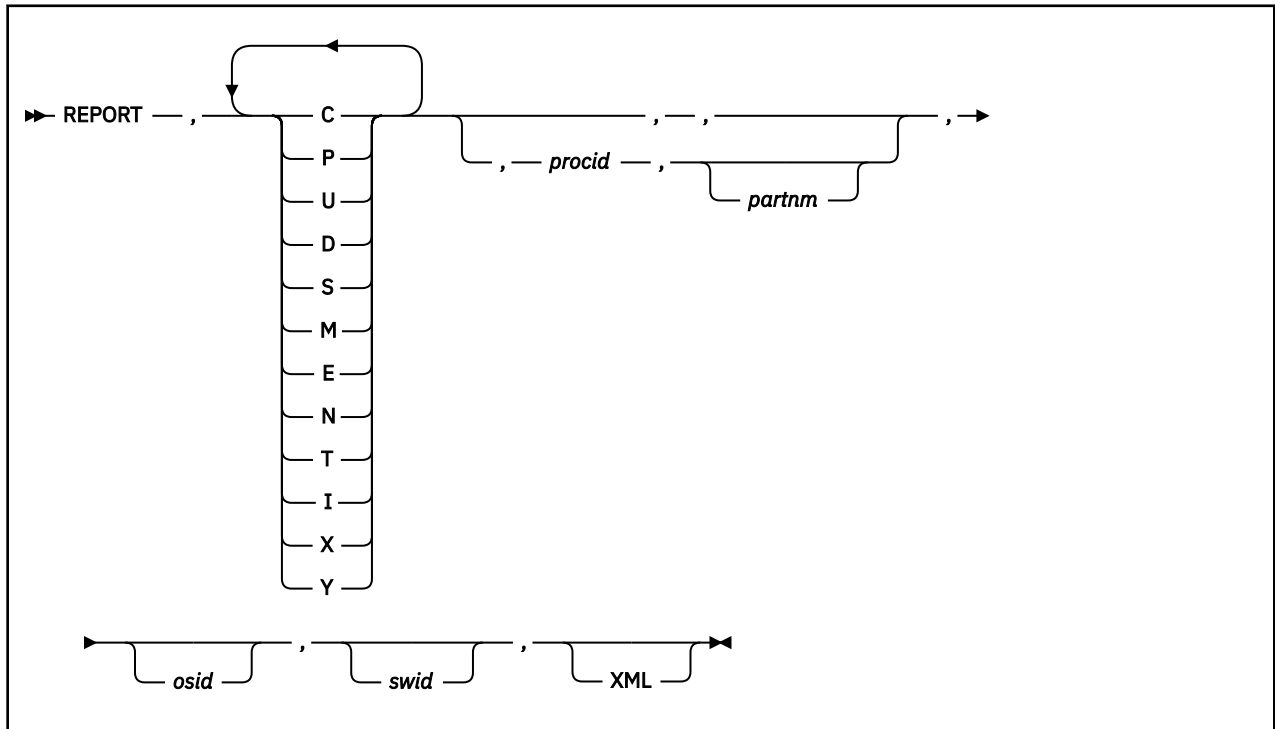 REPORT , C , , ,
P , procid ,
U partnm
D
S
M
E
N
T
I
X
Y
, , 
osid swid XML